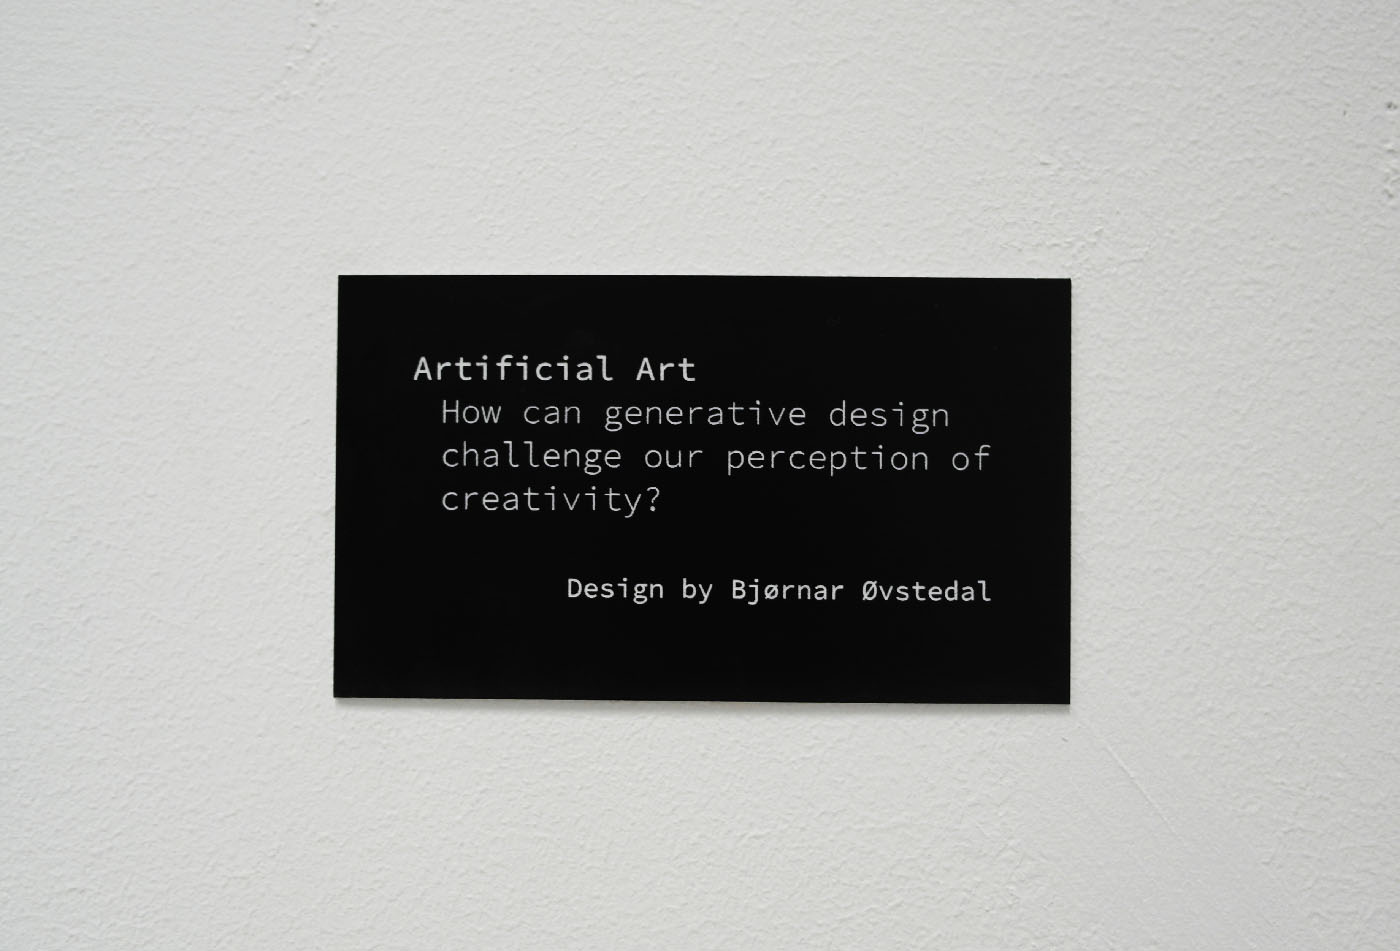 Artificial Art
How can generative design
challenge our perception of
creativity?
Design by Bjørnar Øvstedal